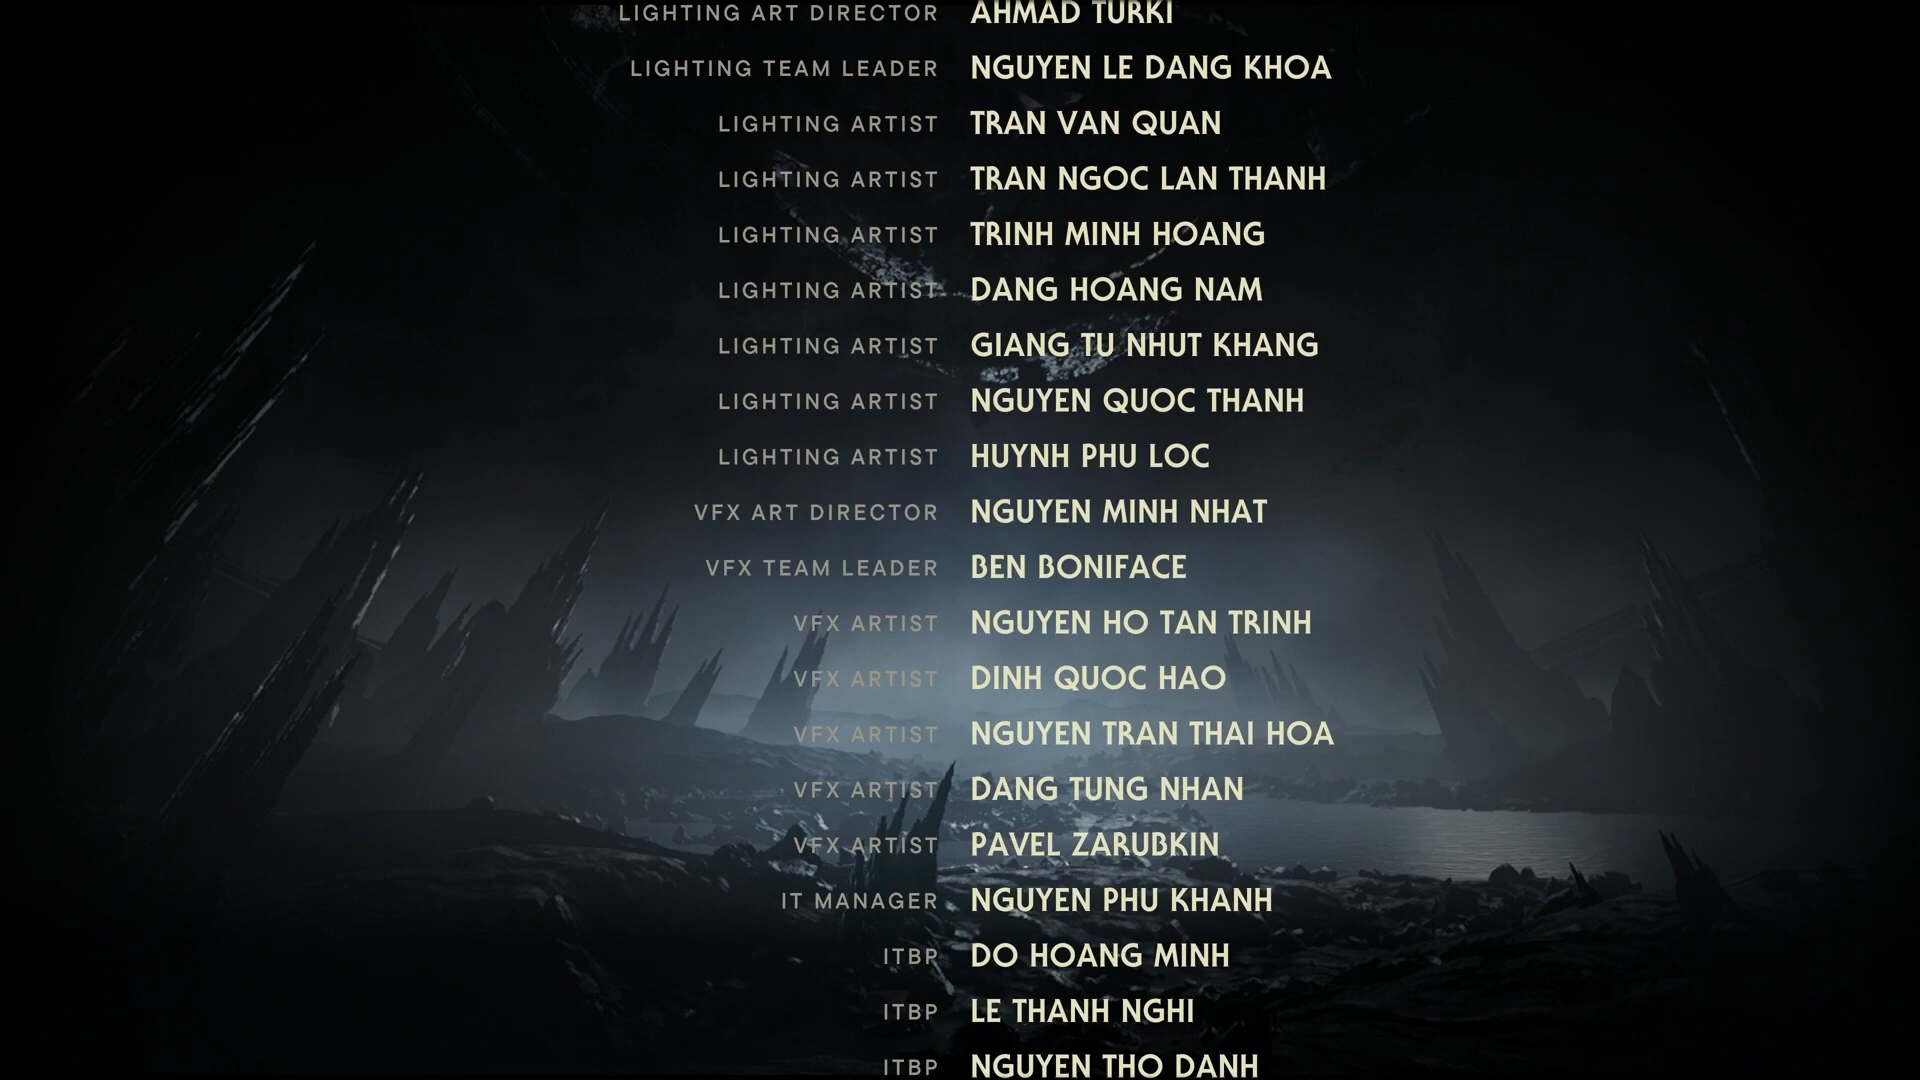 LIGHTING ART DIRECTOR AHMAD TURKI
LIGHTING TEAM LEADER NGUYEN LE DANG KHOA
LIGHTING ARTIST TRAN VAN QUAN
LIGHTING ARTIST TRAN NGOC LAN THANH
LIGHTING ARTIST TRINH MINH HOANG
LIGHTING ARTIST DANG HOANG NAM
LIGHTING ARTIST GIANG TU NHUT KHANG
LIGHTING ARTIST NGUYEN QUOC THANH
LIGHTING ARTIST HUYNH PHU LOC
VFX ART DIRECTOR NGUYEN MINH NHAT
VFX TEAM LEADER BEN BONIFACE
VFX ARTIST NGUYEN HO TAN TRINH
VFX ARTIST DINH QUOC HAO
VFX ARTIST NGUYEN TRAN THAI HOA
VFX ARTIST DANG TUNG NHAN
VFX ARTIST PAVEL ZARUBKIN
IT MANAGER NGUYEN PHU KHANH
ITBP DO HOANG MINH
ITBP LE THANH NGHI
ITBP NGUYEN THO DANH